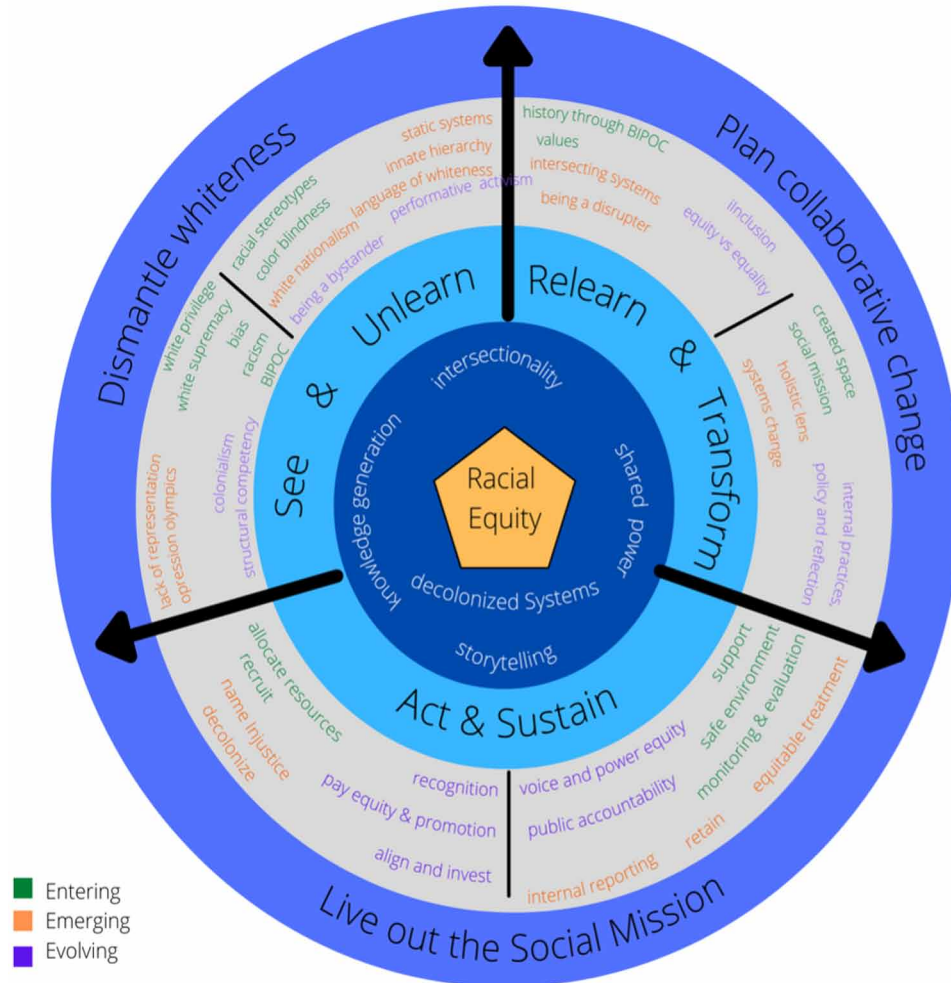 Dismantle whiteness
Plan collaborative change
Live out the Social Mission
See & Unlearn
Relearn & Transform
Act & Sustain
intersectionality
knowledge generation
shared power
decolonized Systems
storytelling
Racial
Equity
static systems
innate hierarchy
language of whiteness
performative activism
racial stereotypes
color blindness
white nationalism
being a bystander
white privilege
white supremacy
bias
racism
BIPOC
colonialism
structural competency
lack of representation
opression olympics
history through BIPOC
values
intersecting systems
being a disrupter
iinclusion
equity vs equality
created space
social mission
holistic lens
systems change
internal practices,
policy and reflection
allocate resources
recruit
name Injustice
decolonize
recognition
pay equity & promotion
align and invest
support
safe environment
monitoring & evaluation
equitable treatment
voice and power equity
public accountability
retain
internal reporting
Entering
Emerging
Evolving